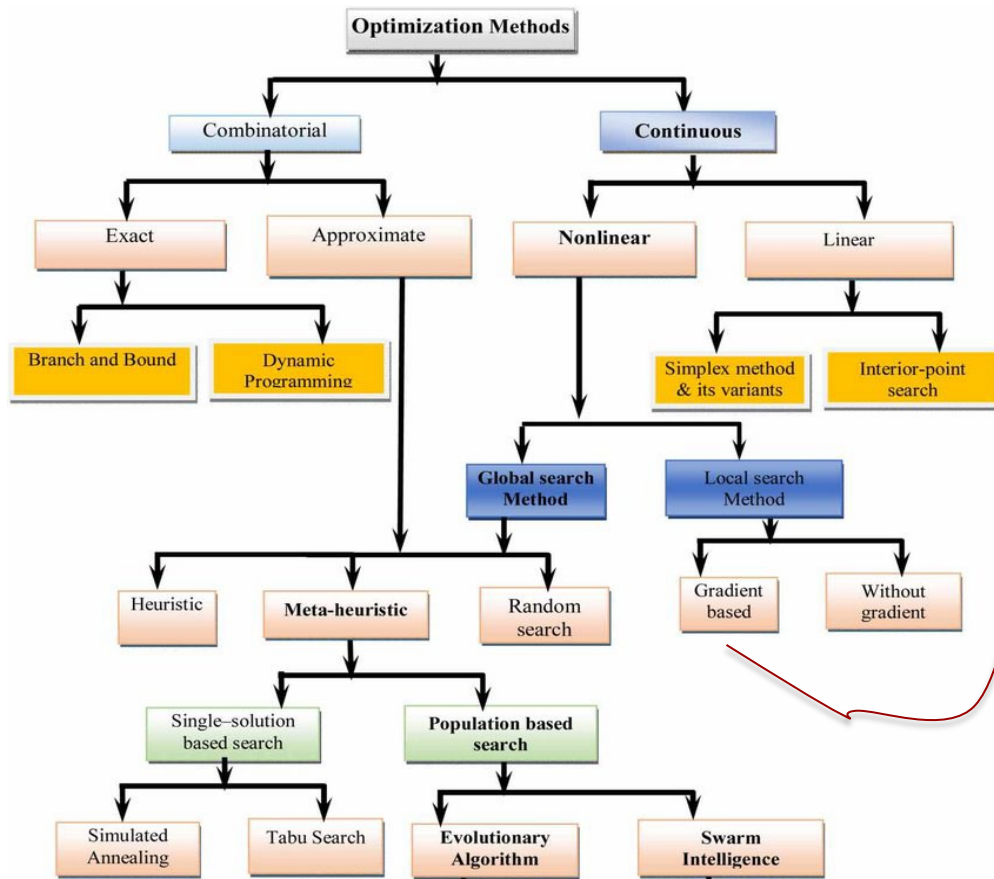 Optimization Methods
Combinatorial
Continuous
Exact
Approximate
Nonlinear
Linear
Branch and Bound
Dynamic
Programming
Simplex method
& its variants
Interior-point
search
Global search
Method
Local search
Method
Heuristic
Meta-heuristic
Random
search
Gradient
based
Without
gradient
Single–solution
based search
Population based
search
Simulated
Annealing
Tabu Search
Evolutionary
Algorithm
Swarm
Intelligence